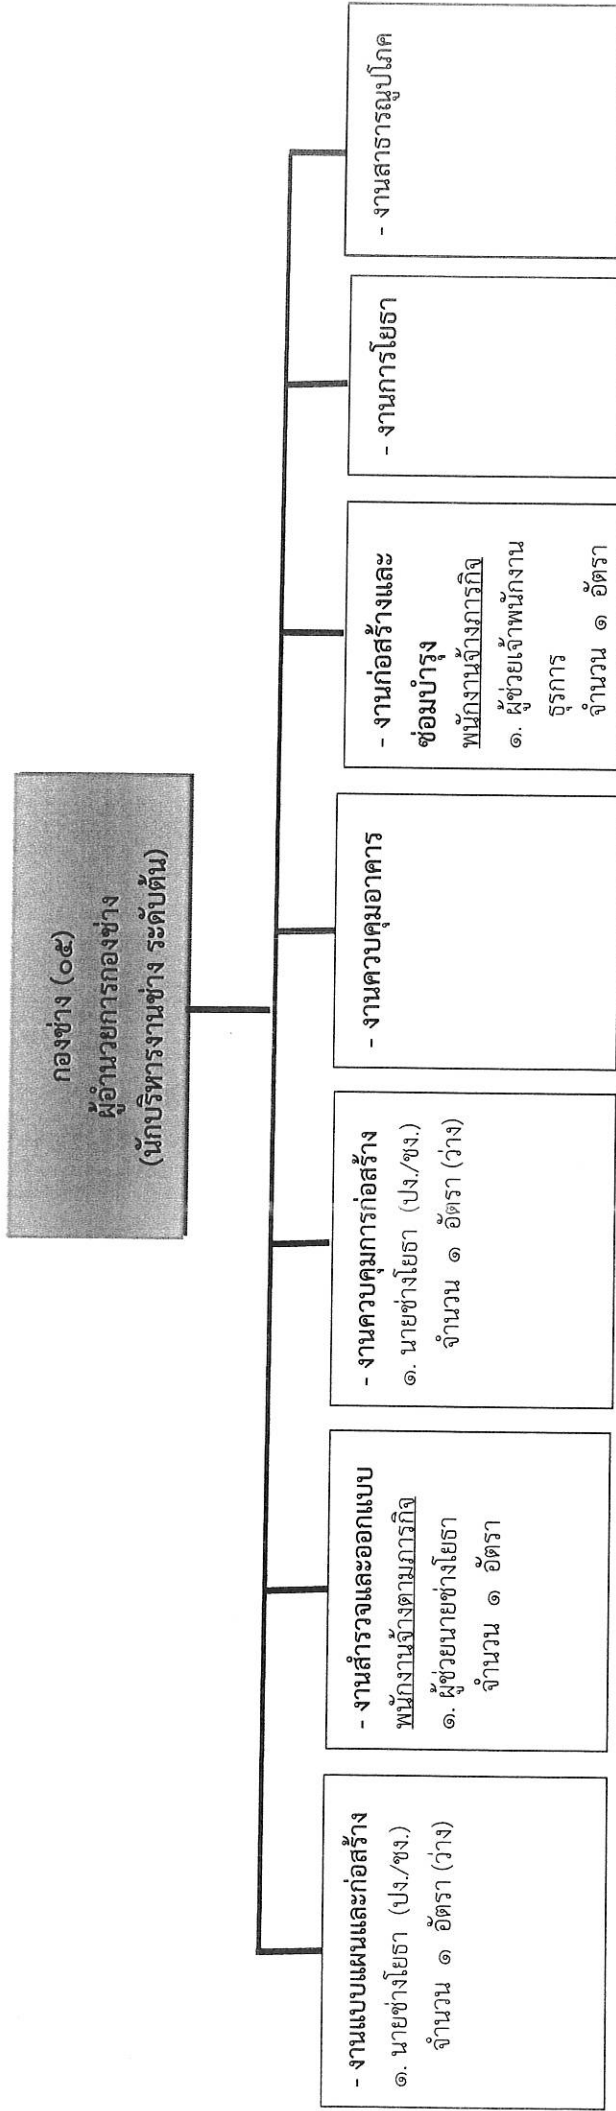 กองช่าง (๐๕)
ผู้อำนวยการกองช่าง
(นักบริหารงานช่าง ระดับต้น)
- งานแบบแผนและก่อสร้าง
๑. นายช่างโยธา (ปง./ชง.)
จำนวน ๑ อัตรา (ว่าง)
- งานสำรวจและออกแบบ
พนักงานจ้างตามภารกิจ
๑. ผู้ช่วยนายช่างโยธา
จำนวน ๑ อัตรา
- งานควบคุมการก่อสร้าง
๑. นายช่างโยธา (ปง./ชง.)
จำนวน ๑ อัตรา (ว่าง)
- งานควบคุมอาคาร
- งานก่อสร้างและ
ซ่อมบำรุง
พนักงานจ้างภารกิจ
๑. ผู้ช่วยเจ้าพนักงาน
ธุรการ
จำนวน ๑ อัตรา
- งานการโยธา
- งานสาธารณูปโภค